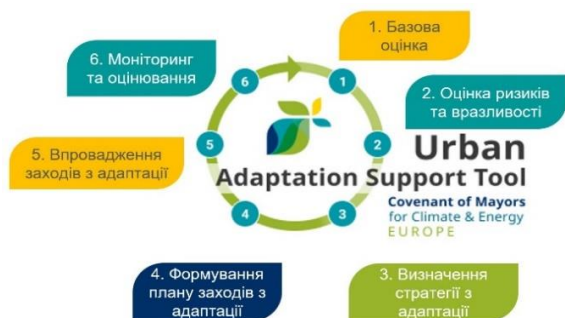 1. Базова
оцінка
6. Моніторинг
та оцінювання
6
1
2. Оцінка ризиків
та вразливості
5
2
Urban
Adaptation Support Tool
5. Впровадження
заходів з адаптації
Covenant of Mayors
for Climate & Energy
EUROPE
4
3
4. Формування
плану заходів з
адаптації
3. Визначення
стратегії з
адаптації